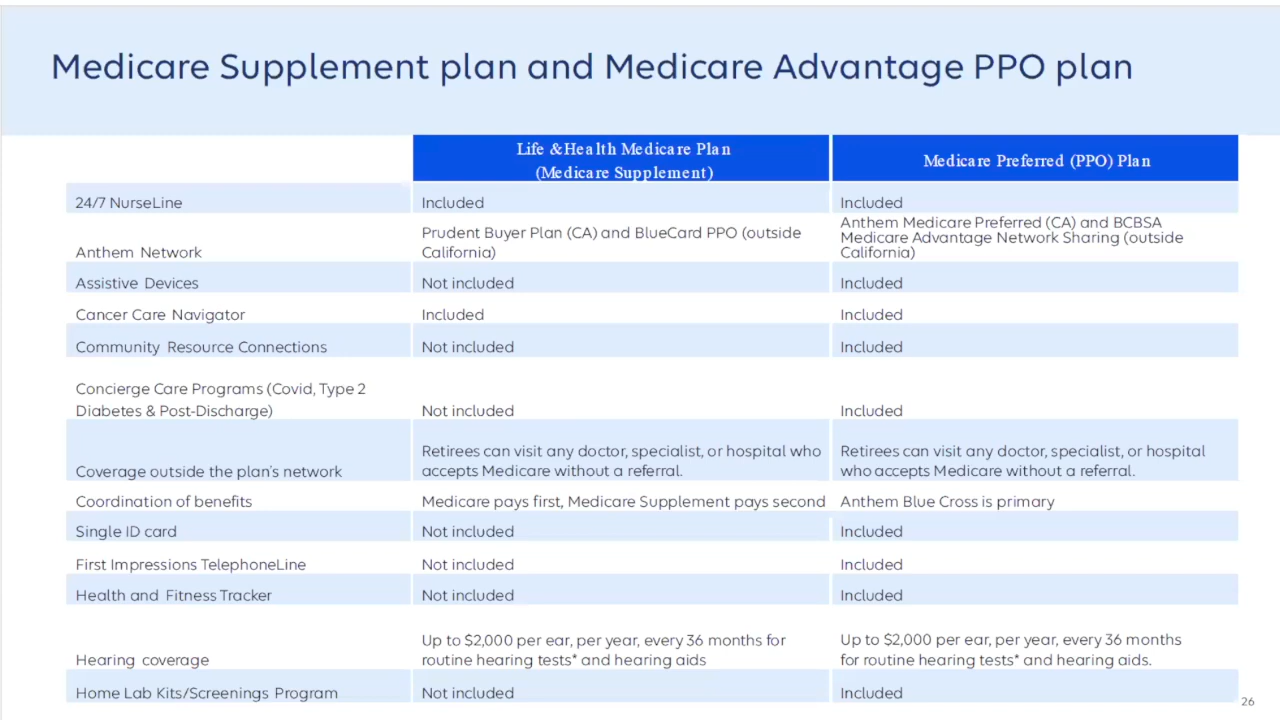 Medicare Supplement plan and Medicare Advantage PPO plan
Life &Health Medicare Plan
(Medicare Supplement)
Medicare Preferred (PPO) Plan
24/7 NurseLine
Included
Included
Anthem Network
Prudent Buyer Plan (CA) and BlueCard PPO (outside
California)
Anthem Medicare Preferred (CA) and BCBSA
Medicare Advantage Network Sharing (outside
California)
Assistive Devices
Not included
Included
Cancer Care Navigator
Included
Included
Community Resource Connections
Not included
Included
Concierge Care Programs (Covid, Type 2
Diabetes & Post-Discharge)
Not included
Included
Coverage outside the plan's network
Retirees can visit any doctor, specialist, or hospital who
accepts Medicare without a referral.
Retirees can visit any doctor, specialist, or hospital
who accepts Medicare without a referral.
Coordination of benefits
Medicare pays first, Medicare Supplement pays second
Anthem Blue Cross is primary
Single ID card
Not included
Included
First Impressions TelephoneLine
Not included
Included
Health and Fitness Tracker
Not included
Included
Hearing coverage
Up to $2,000 per ear, per year, every 36 months for
routine hearing tests* and hearing aids
Up to $2,000 per ear, per year, every 36 months
for routine hearing tests* and hearing aids.
Home Lab Kits/Screenings Program
Not included
Included
26